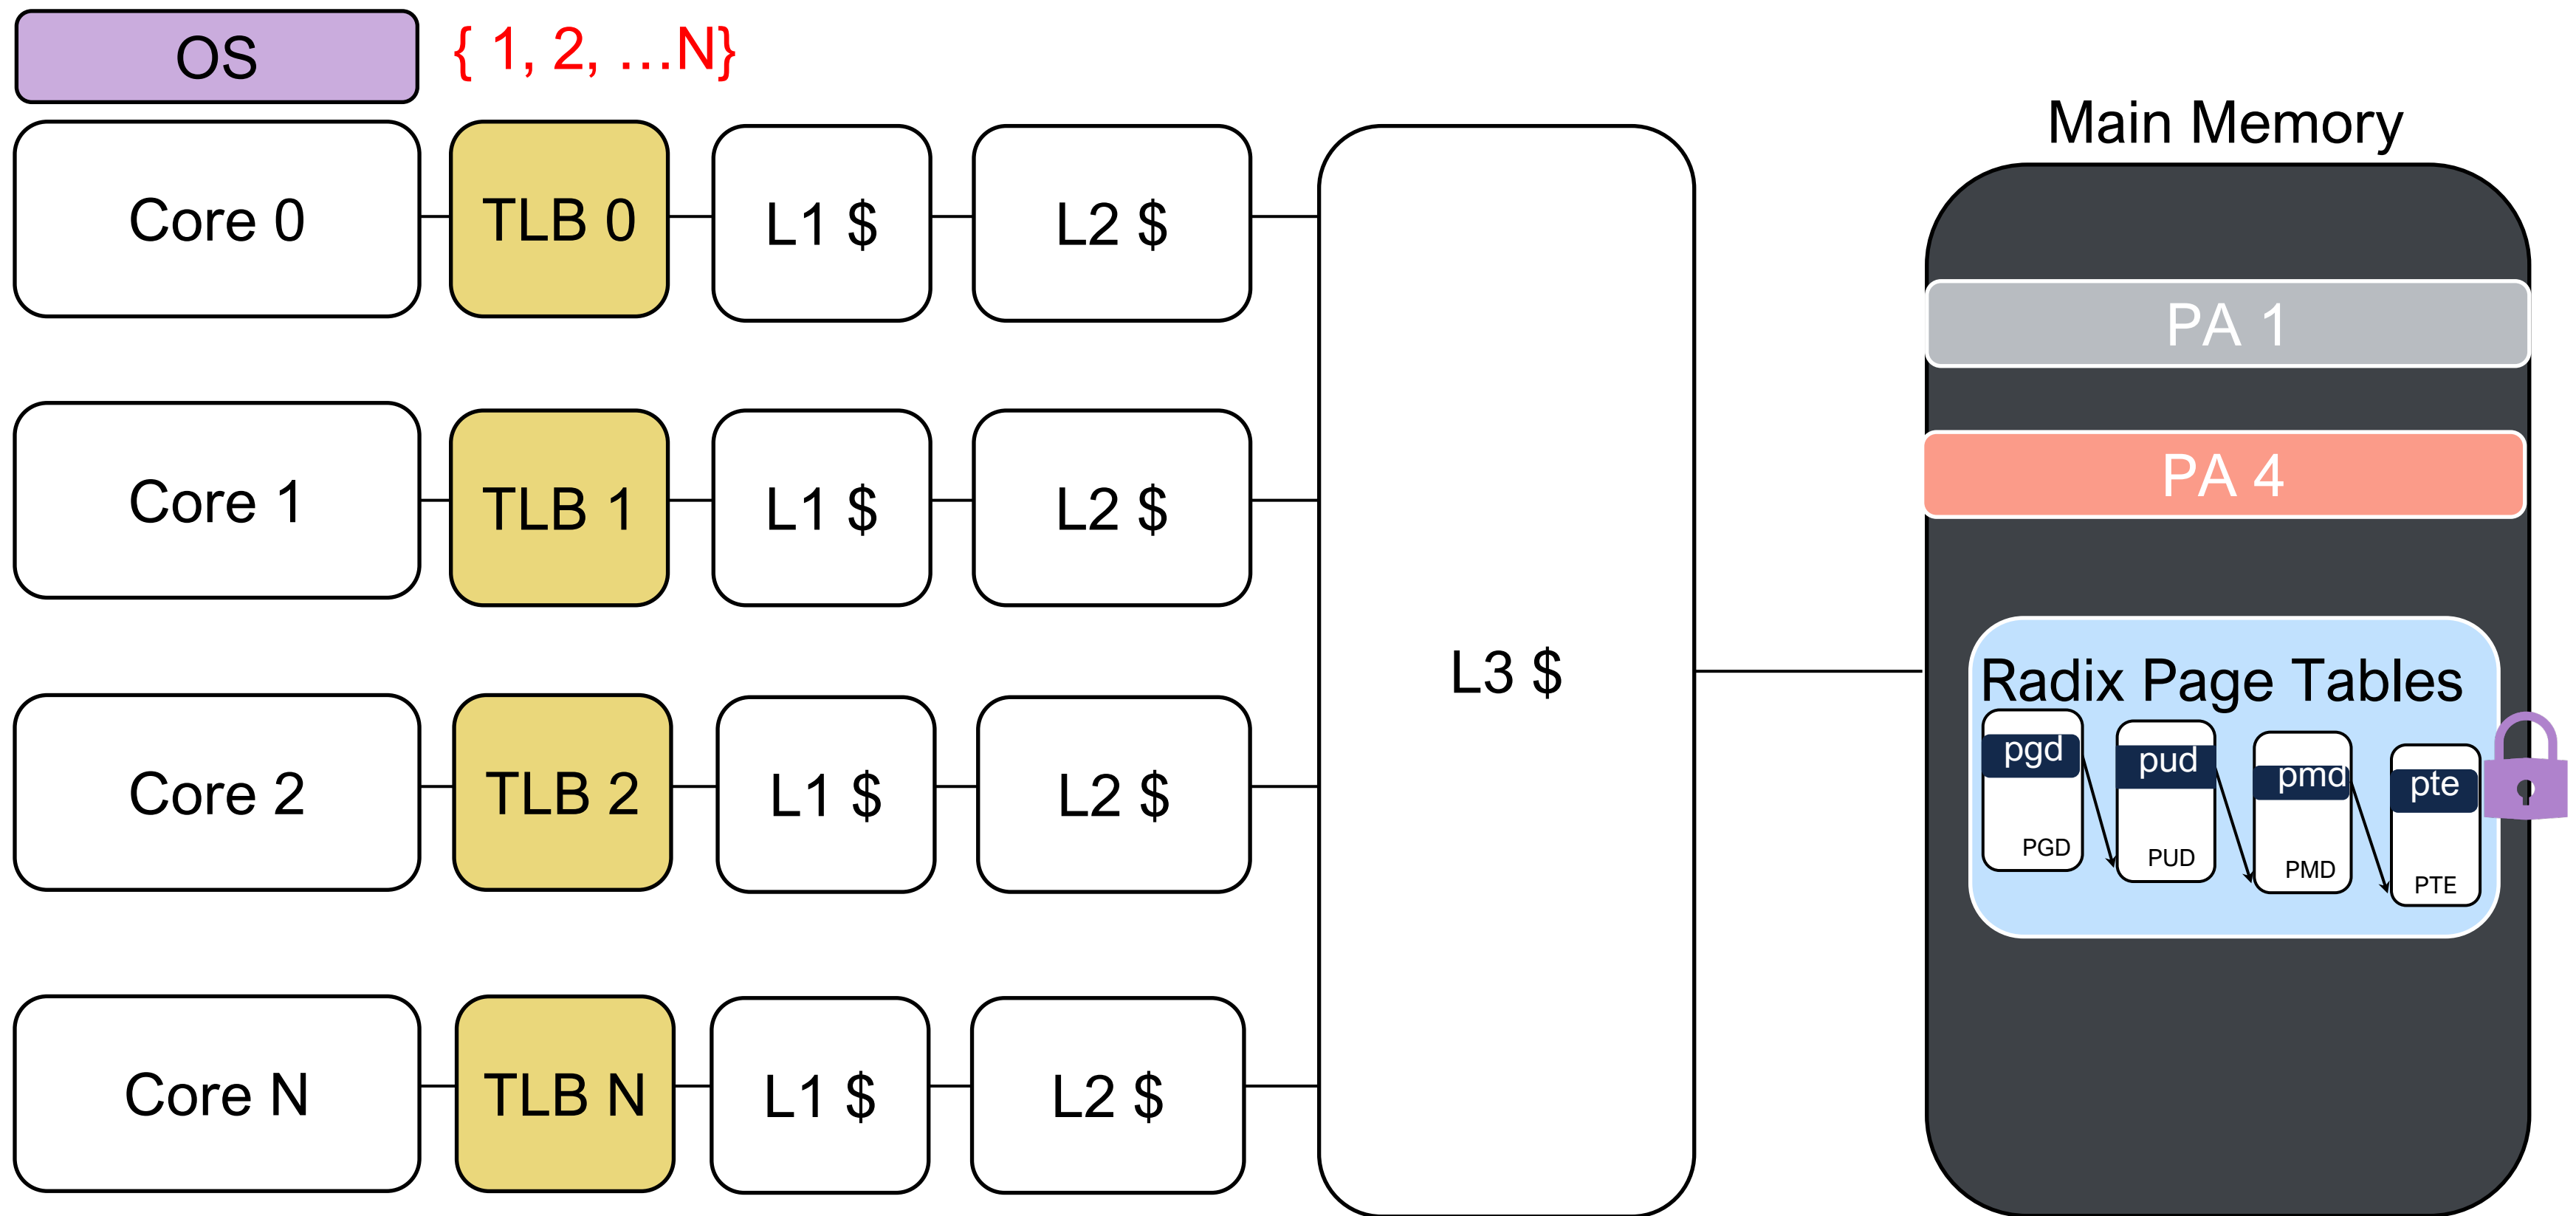 OS
{ 1, 2, ...N}
Main Memory
Core 0
TLB 0
L1 $
L2 $
PA 1
PA 4
Core 1
TLB 1
L1 $
L2 $
L3 $
Radix Page Tables
pgd
pud
pmd
pte
PGD
PUD
PMD
PTE
Core 2
TLB 2
L1 $
L2 $
Core N
TLB N
L1 $
L2 $